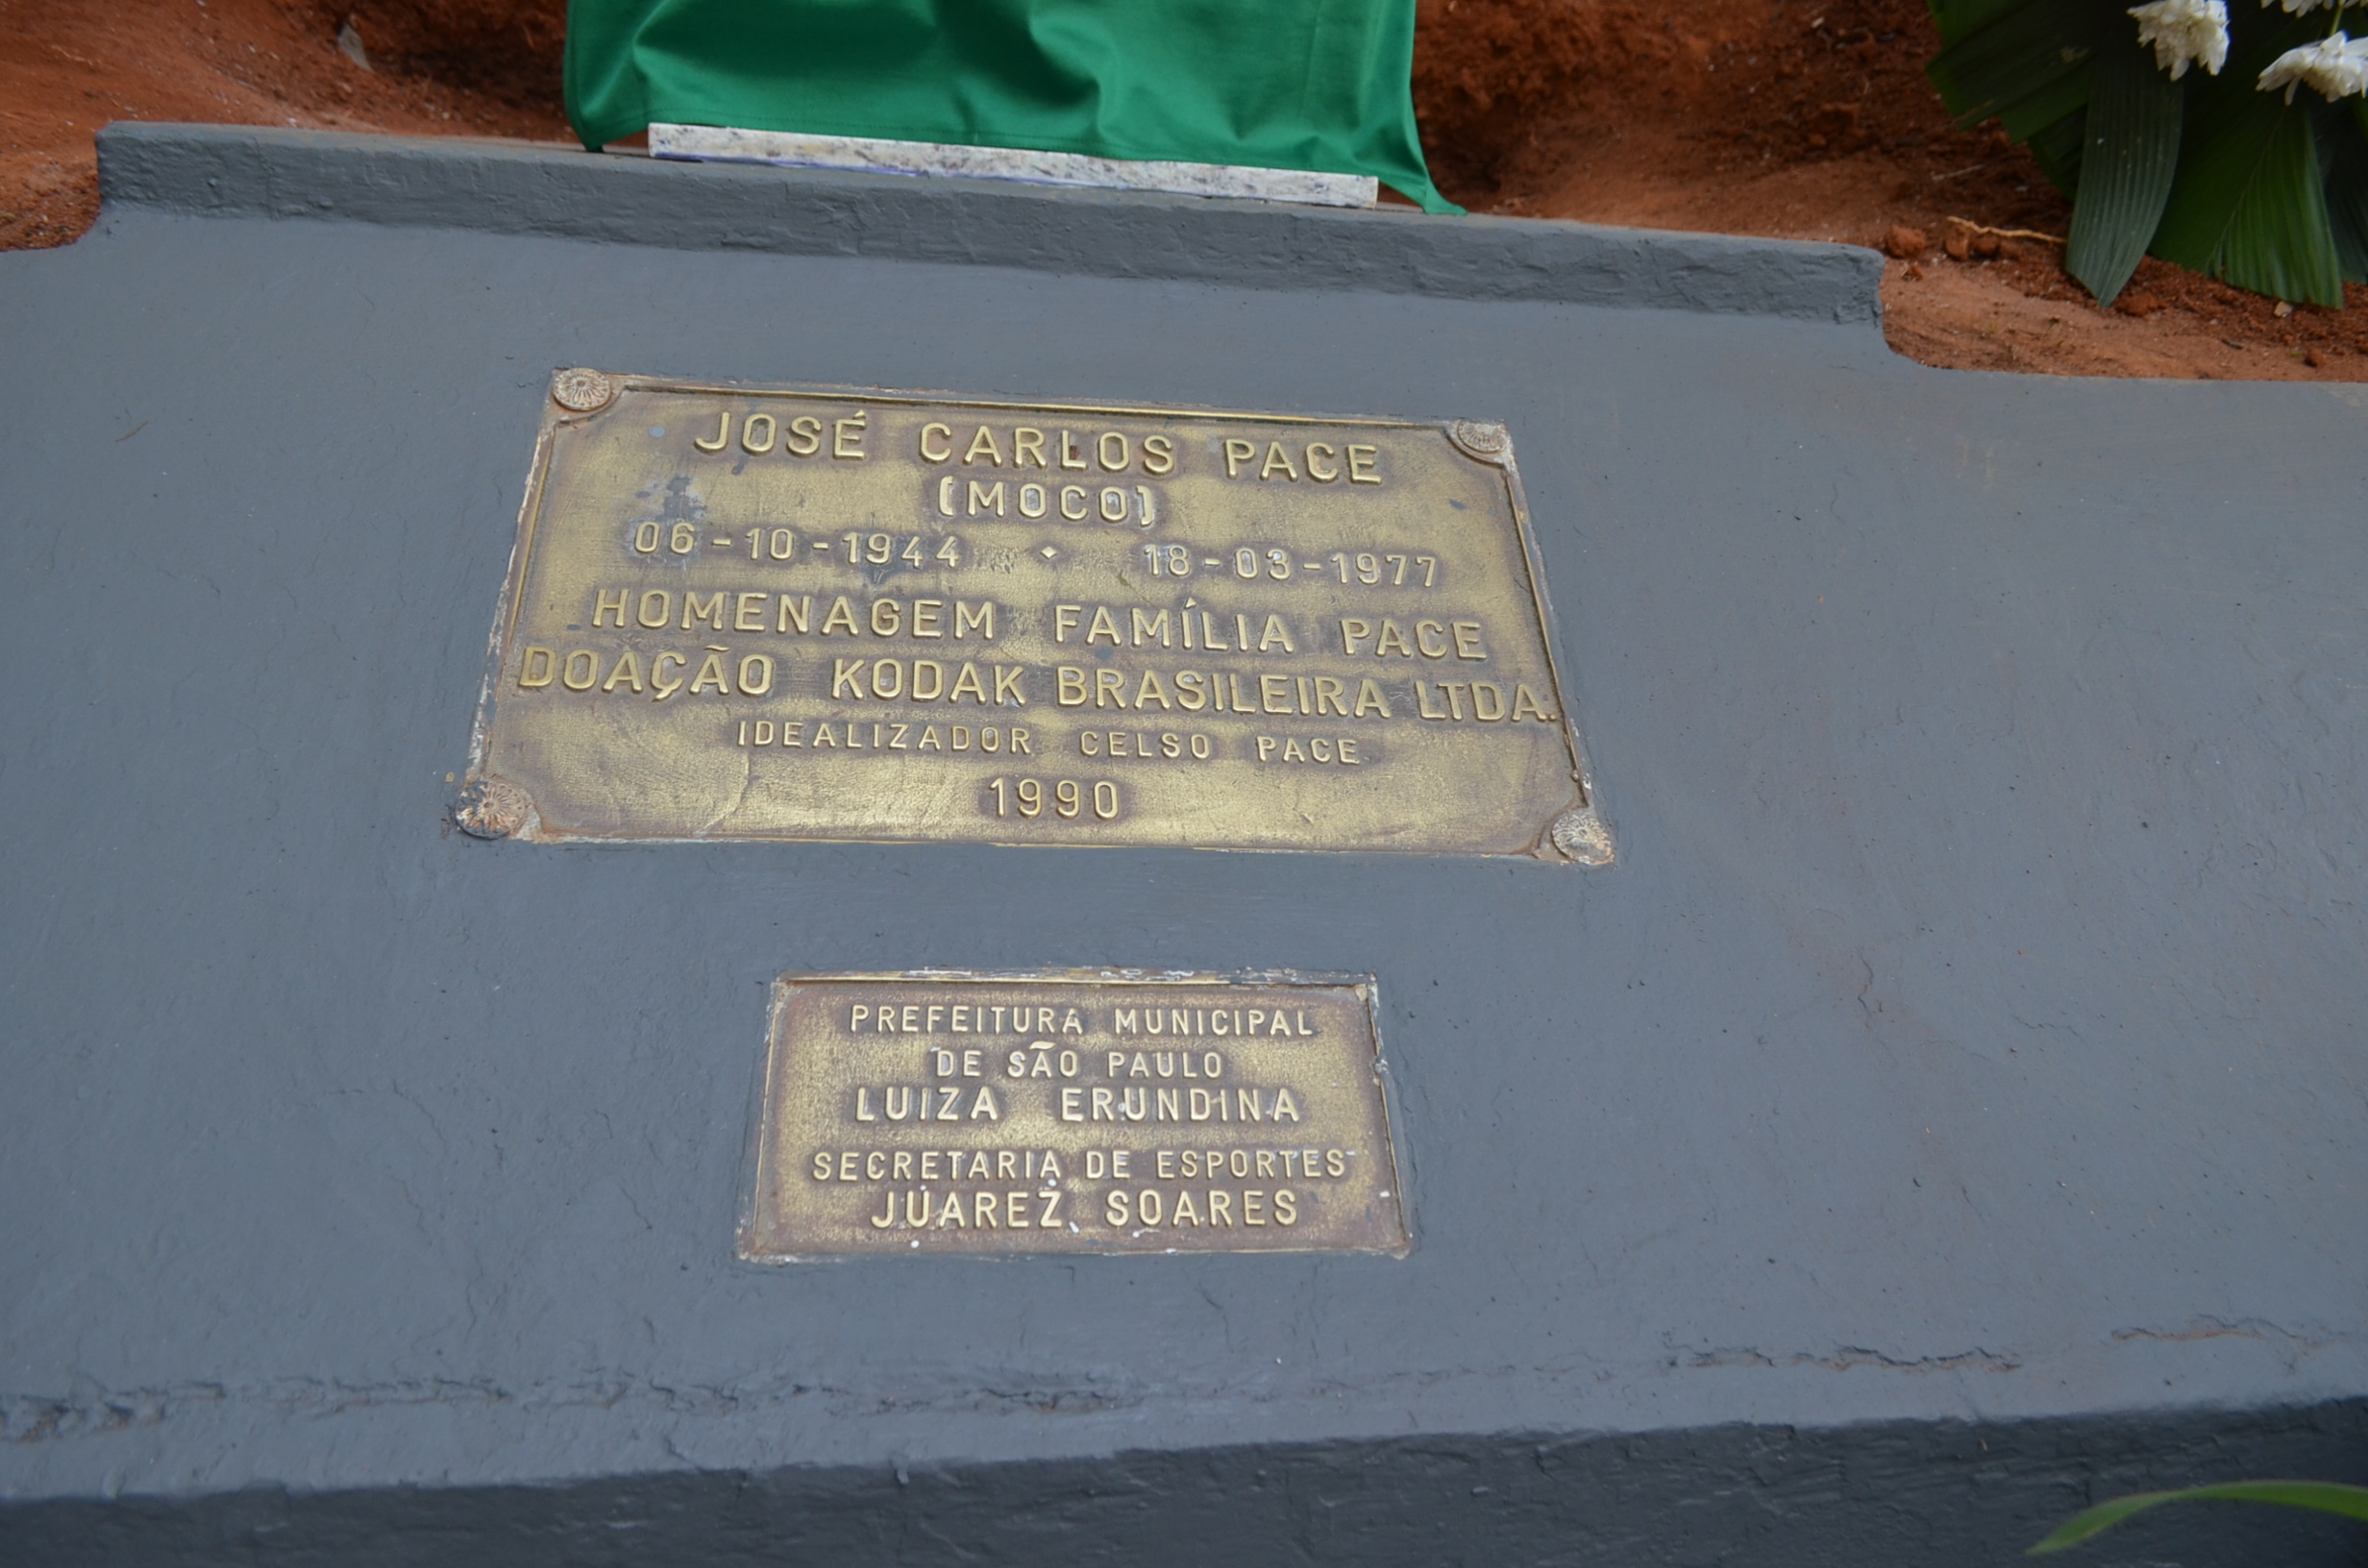 JOSÉ CARLOS PACE
(MOCO)
06-10-1944 · 18-03-1977
HOMENAGEM FAMÍLIA PACE
DOAÇÃO KODAK BRASILEIRA LTDA.
IDEALIZADOR CELSO PACE
1990
PREFEITURA MUNICIPAL
DE SÃO PAULO
LUIZA ERUNDINA
SECRETARIA DE ESPORTES
JUAREZ SOARES